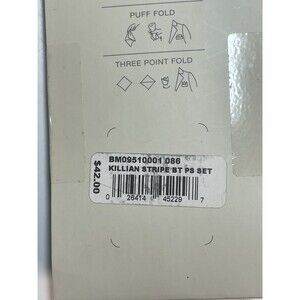 PUFF FOLD
THREE POINT FOLD
BM09510001 086
KILLIAN STRIPE BT PS SET
$42.00
0 26414 45229 7